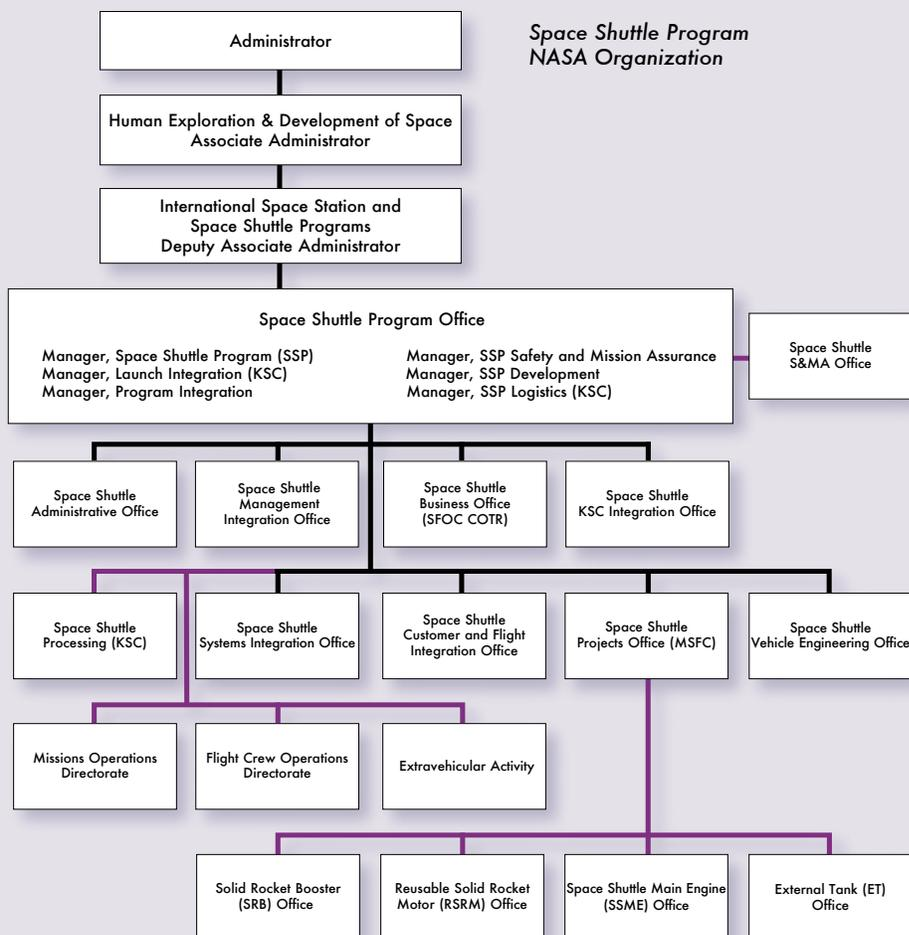 Space Shuttle Program
NASA Organization
Administrator
Human Exploration & Development of Space
Associate Administrator
International Space Station and
Space Shuttle Programs
Deputy Associate Administrator
Space Shuttle Program Office
Manager, Space Shuttle Program (SSP)
Manager, Launch Integration (KSC)
Manager, Program Integration
Manager, SSP Safety and Mission Assurance
Manager, SSP Development
Manager, SSP Logistics (KSC)
Space Shuttle
S&MA Office
Space Shuttle
Administrative Office
Space Shuttle
Management
Integration Office
Space Shuttle
Business Office
(SFOC COTR)
Space Shuttle
KSC Integration Office
Space Shuttle
Processing (KSC)
Space Shuttle
Systems Integration Office
Space Shuttle
Customer and Flight
Integration Office
Space Shuttle
Projects Office (MSFC)
Space Shuttle
Vehicle Engineering Office
Missions Operations
Directorate
Flight Crew Operations
Directorate
Extravehicular Activity
Solid Rocket Booster
(SRB) Office
Reusable Solid Rocket
Motor (RSRM) Office
Space Shuttle Main Engine
(SSME) Office
External Tank (ET)
Office